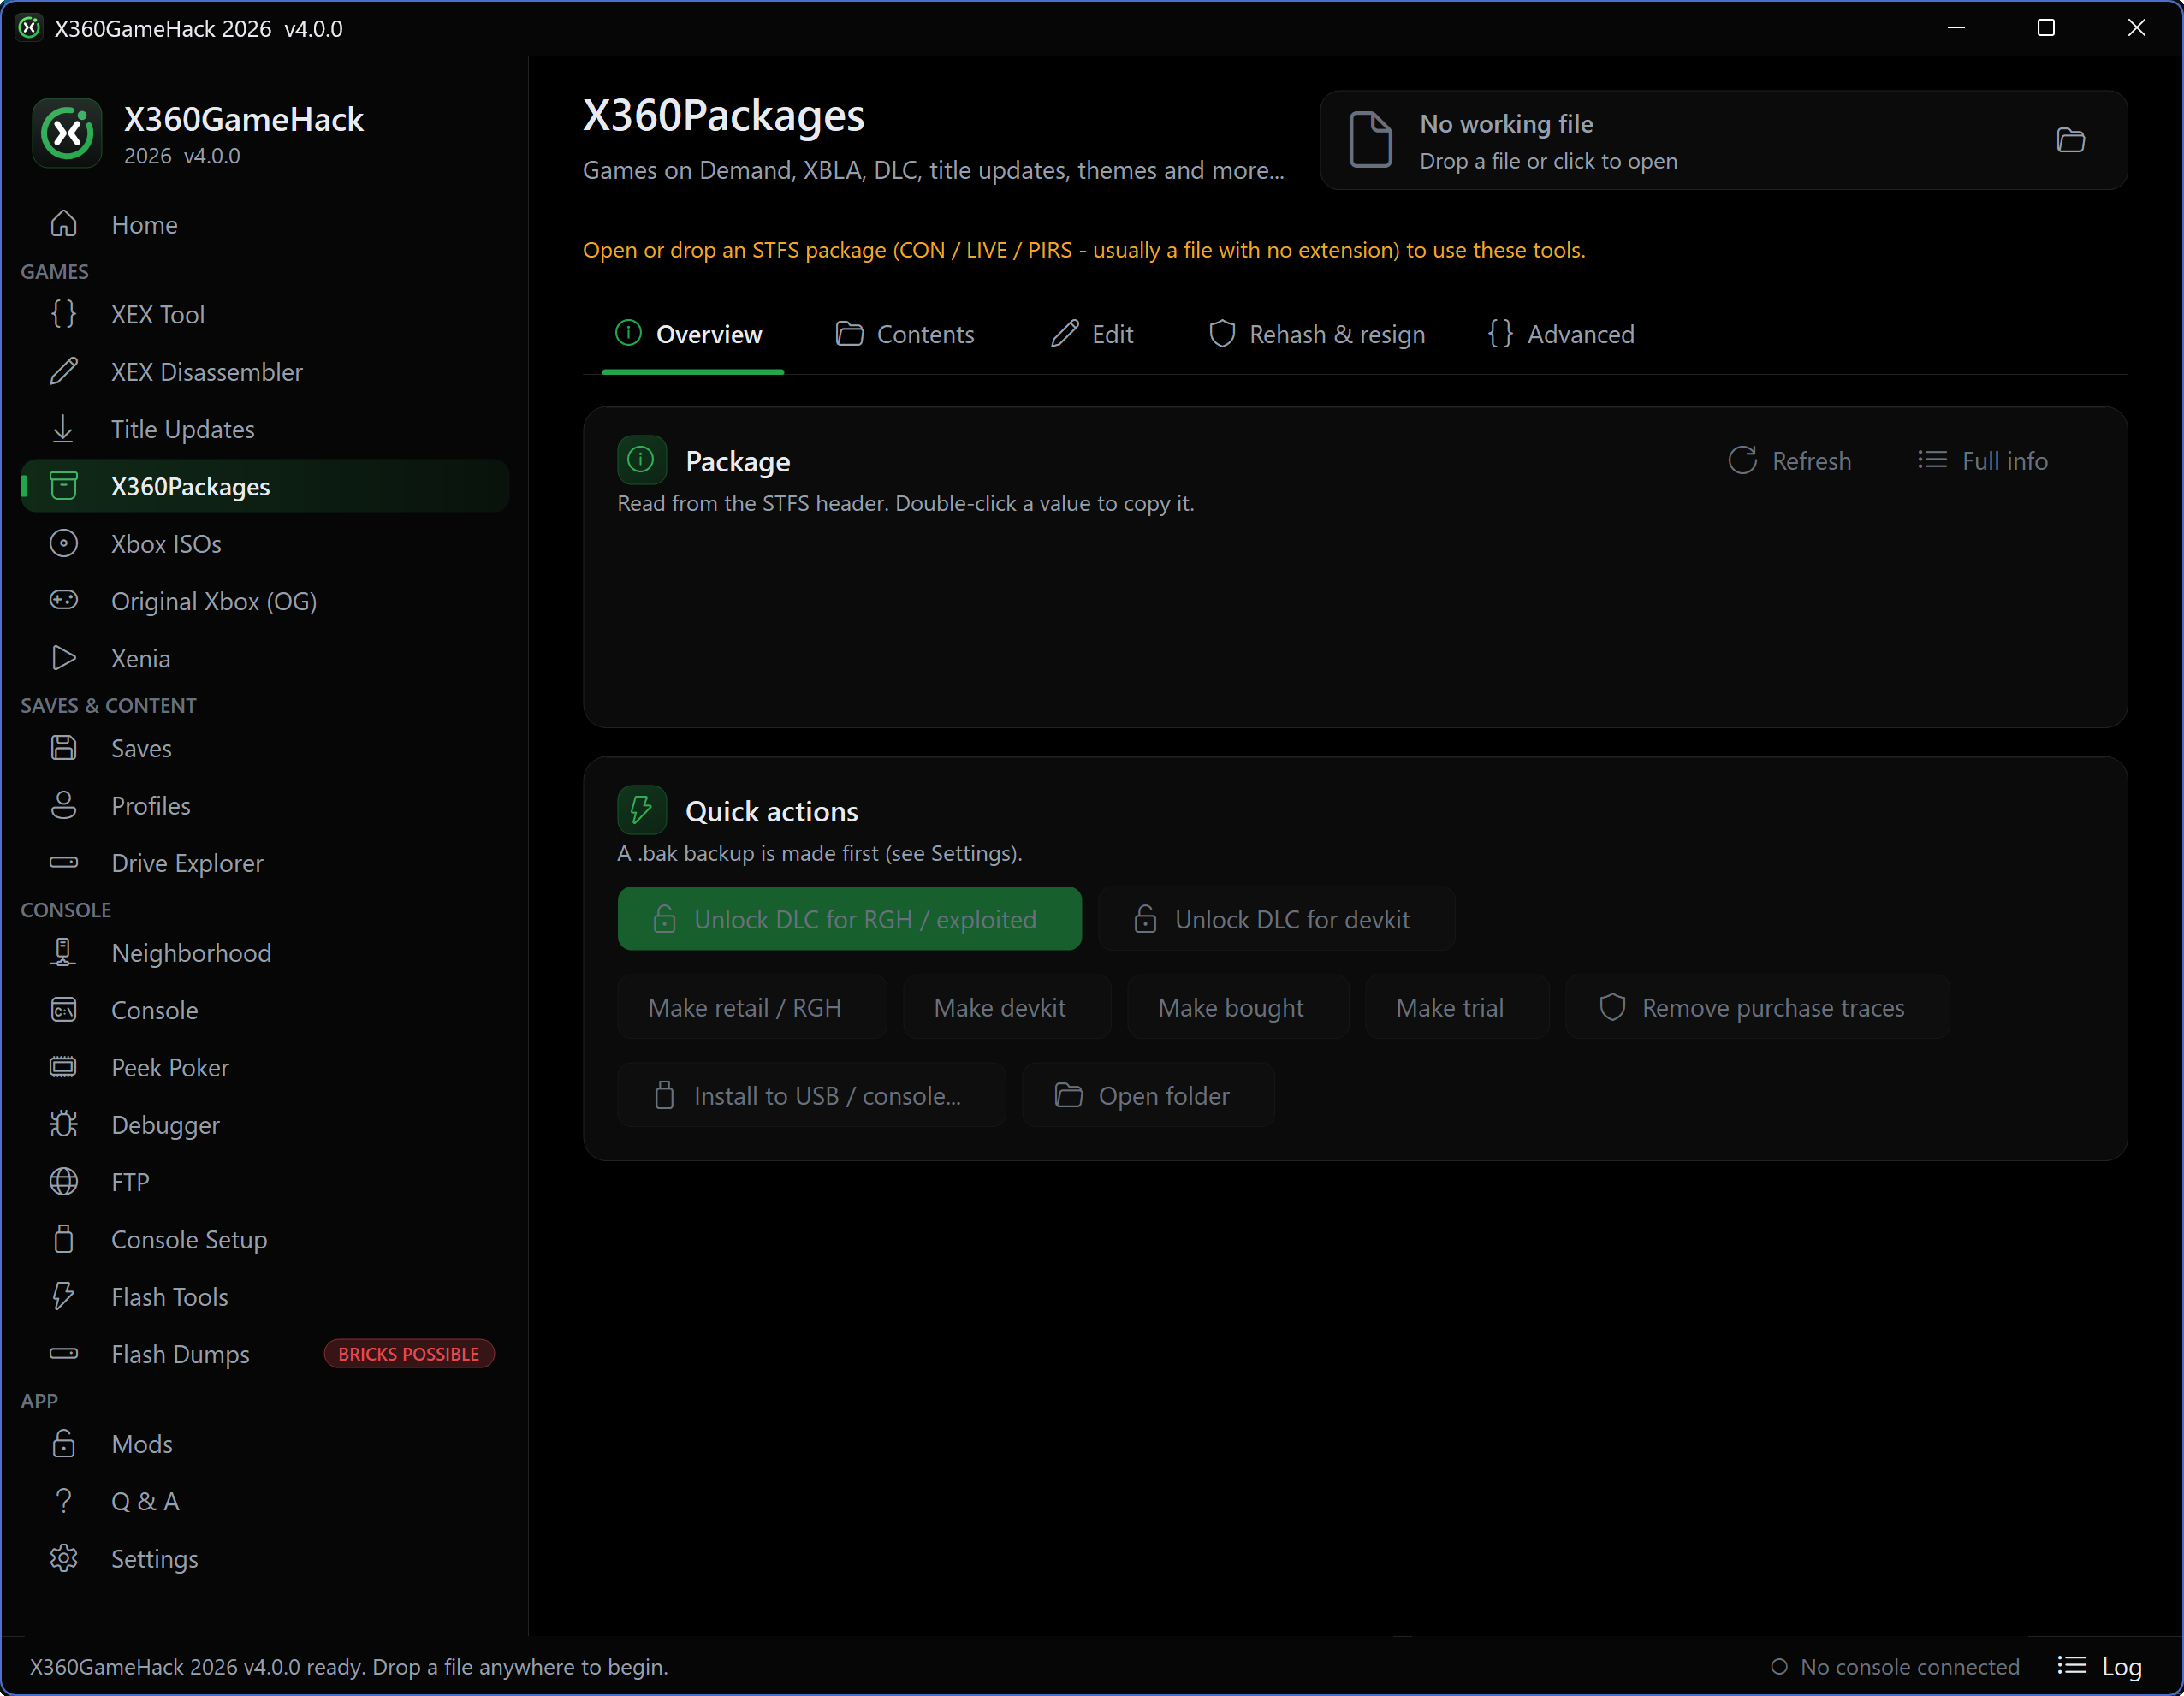 X360GameHack 2026 v4.0.0
X360GameHack
2026 v4.0.0
Home
GAMES
XEX Tool
XEX Disassembler
Title Updates
X360Packages
Xbox ISOs
Original Xbox (OG)
Xenia
SAVES & CONTENT
Saves
Profiles
Drive Explorer
CONSOLE
Neighborhood
Console
Peek Poker
Debugger
FTP
Console Setup
Flash Tools
Flash Dumps BRICKS POSSIBLE
APP
Mods
Q & A
Settings
X360Packages
Games on Demand, XBLA, DLC, title updates, themes and more...
No working file
Drop a file or click to open
Open or drop an STFS package (CON / LIVE / PIRS - usually a file with no extension) to use these tools.
Overview Contents Edit Rehash & resign Advanced
Package Refresh Full info
Read from the STFS header. Double-click a value to copy it.
Quick actions
A .bak backup is made first (see Settings).
Unlock DLC for RGH / exploited Unlock DLC for devkit
Make retail / RGH Make devkit Make bought Make trial Remove purchase traces
Install to USB / console... Open folder
X360GameHack 2026 v4.0.0 ready. Drop a file anywhere to begin. No console connected Log